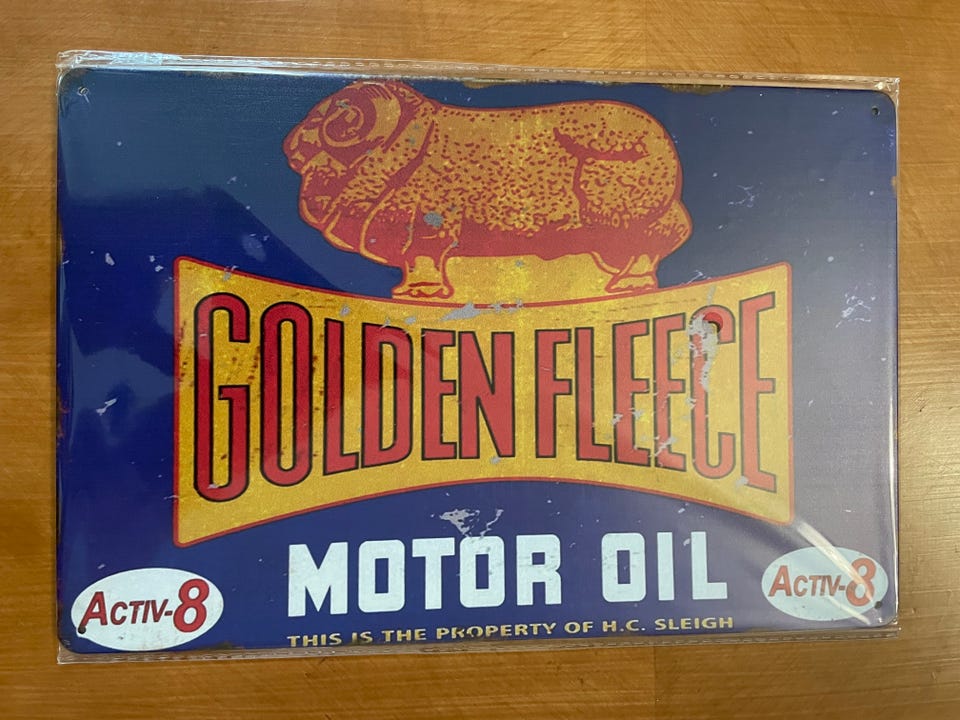 GOLDEN FLEECE
MOTOR OIL
ACTIV-8
ACTIV-8
THIS IS THE PROPERTY OF H.C. SLEIGH